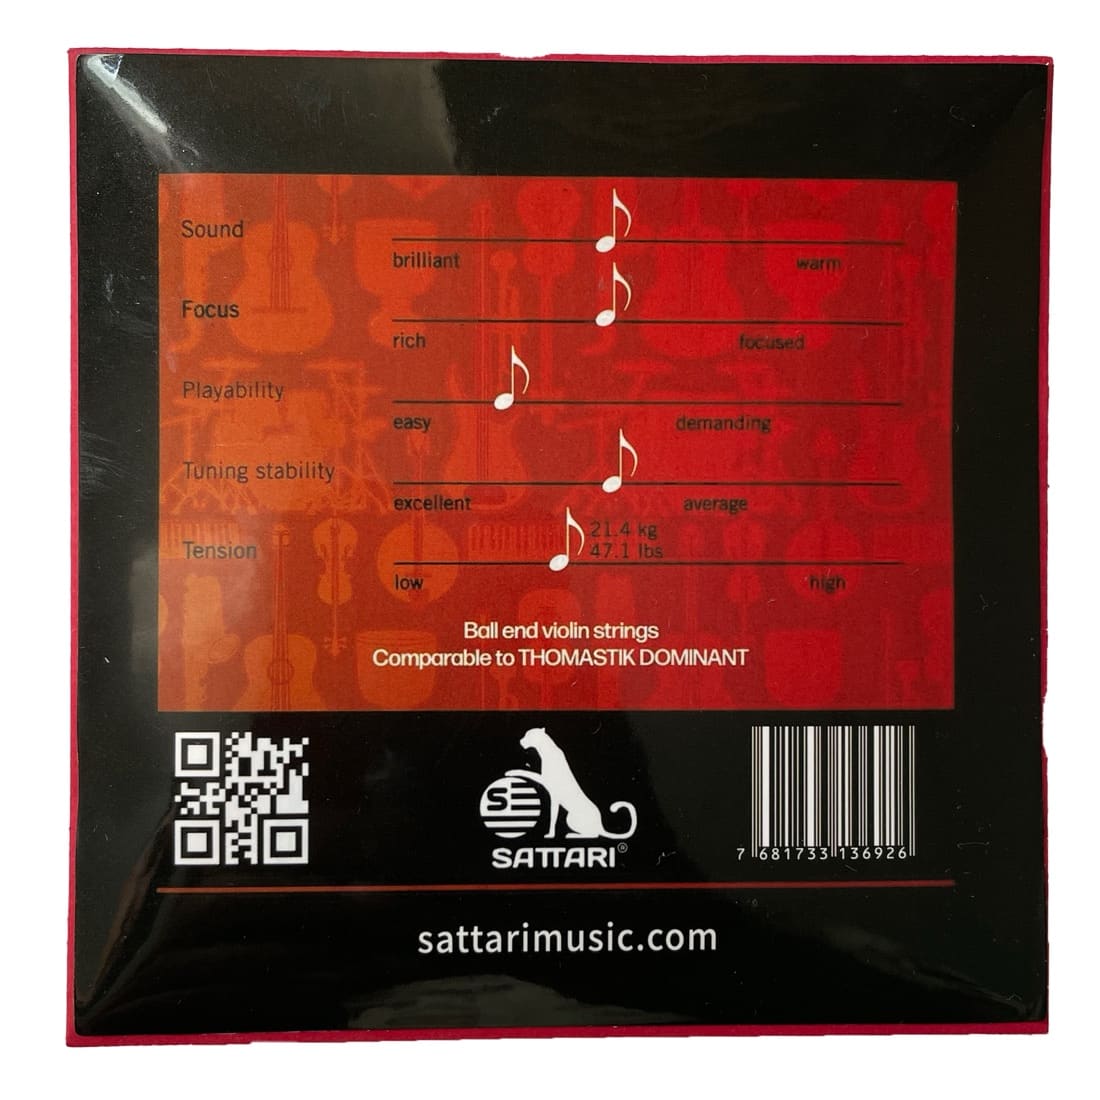 Sound
brilliant warm
Focus
rich focused
Playability
easy demanding
Tuning stability
excellent average
21.4 kg
Tension 47.1 lbs
low high
Ball end violin strings
Comparable to THOMASTIK DOMINANT
SE
SATTARI®
7 681733 136926
sattarimusic.com